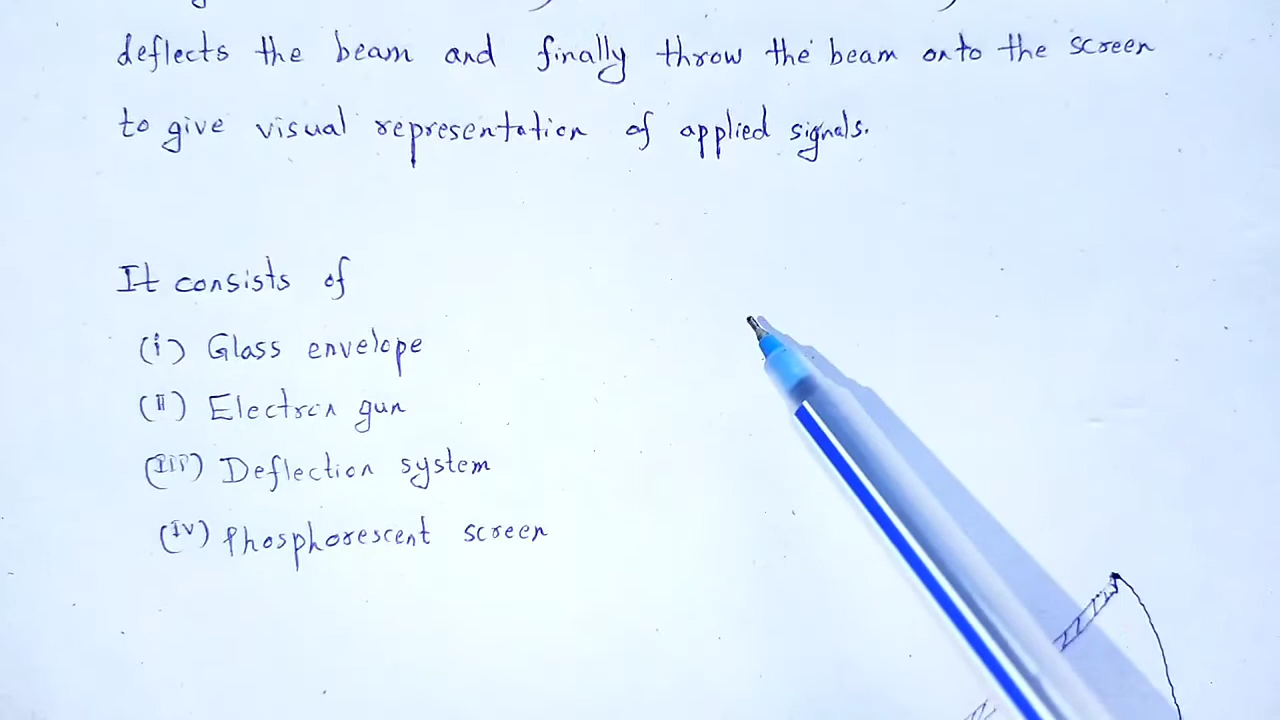 deflects the beam and finally throw the beam onto the screen
to give visual representation of applied signals.
It consists of
(i) Glass envelope
(ii) Electron gun
(iii) Deflection system
(iv) Phosphorescent screen